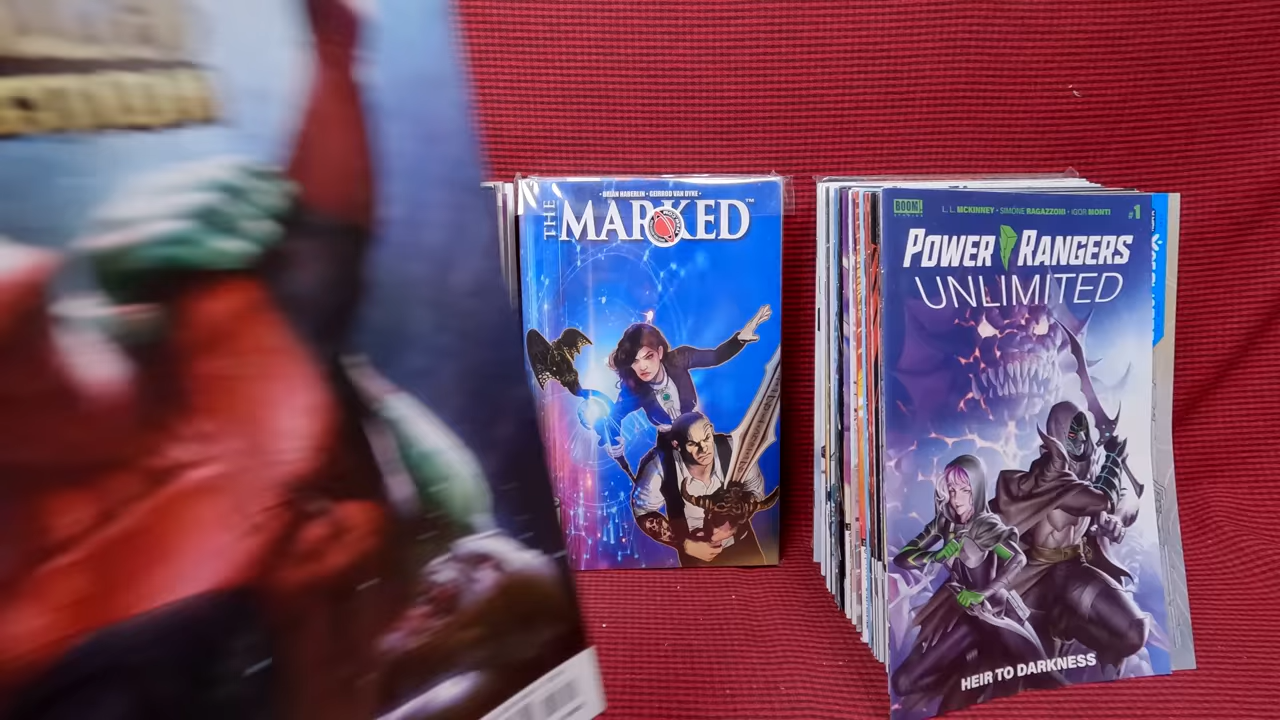 • BRIAN HABERLIN • GEIRROD VAN DYKE •
THE
MARKED™
BOOM!
STUDIOS
L. L. MCKINNEY • SIMONE RAGAZZONI • IGOR MONTI
#1
POWER RANGERS
UNLIMITED
HEIR TO DARKNESS